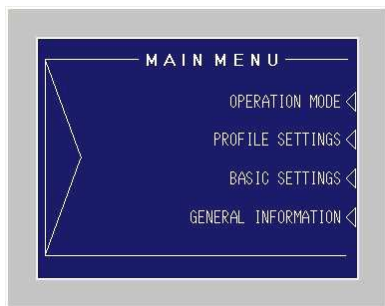 MAIN MENU
OPERATION MODE
PROFILE SETTINGS
BASIC SETTINGS
GENERAL INFORMATION